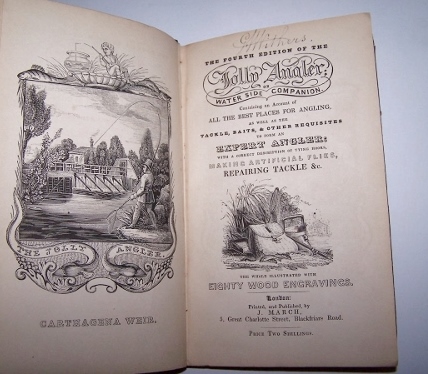 THE JOLLY ANGLER.
CARTHAGENA WEIR.
THE FOURTH EDITION OF THE
Jolly Angler;
OR
WATER SIDE COMPANION.
Containing an Account of
ALL THE BEST PLACES FOR ANGLING,
AS WELL AS THE
TACKLE, BAITS, & OTHER REQUISITES
TO FORM AN
EXPERT ANGLER;
WITH A CORRECT DESCRIPTION OF TYING HOOKS,
MAKING ARTIFICIAL FLIES,
REPAIRING TACKLE &c.
THE WHOLE ILLUSTRATED WITH
EIGHTY WOOD ENGRAVINGS.
London:
Printed, and Published, by
J. MARCH,
5, Great Charlotte Street, Blackfriars Road.
PRICE TWO SHILLINGS.